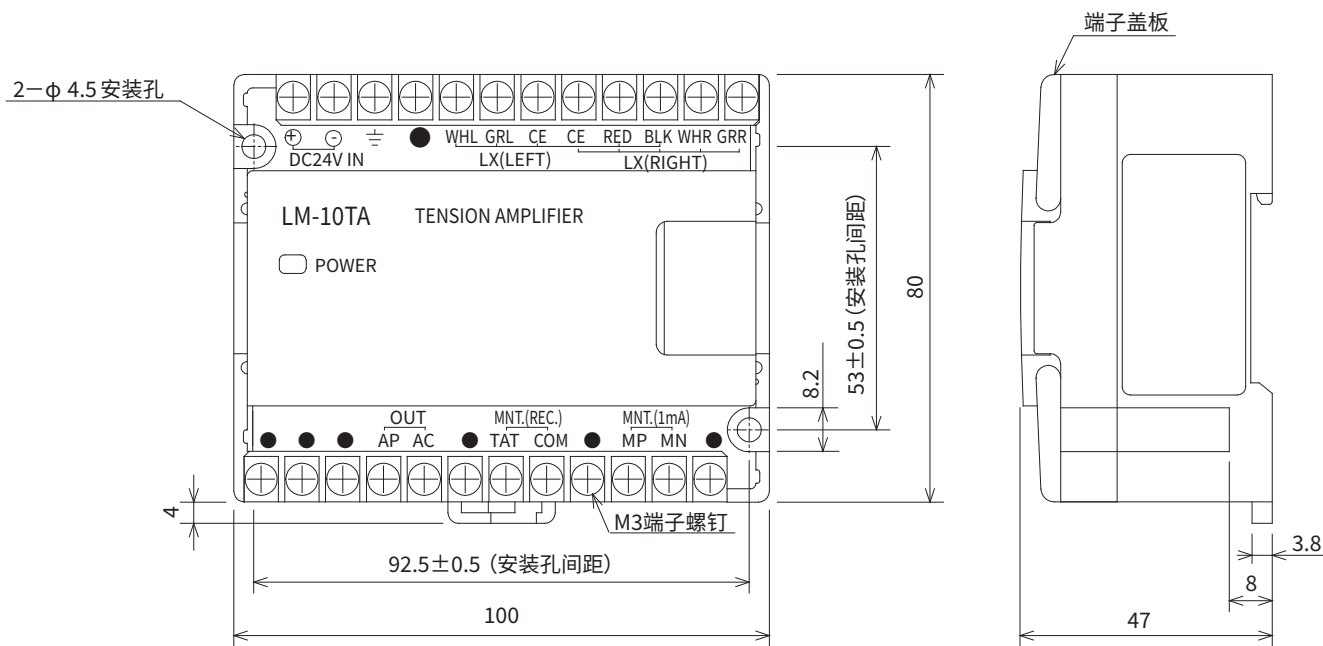 端子盖板
2−φ 4.5 安装孔
+ -
WHL GRL CE CE RED BLK WHR GRR
DC24V IN LX(LEFT) LX(RIGHT)
LM-10TA TENSION AMPLIFIER
POWER
53±0.5 (安装孔间距)
80
8.2
OUT MNT.(REC.) MNT.(1mA)
AP AC TAT COM MP MN
4
M3端子螺钉
92.5±0.5 (安装孔间距)
100
3.8
8
47